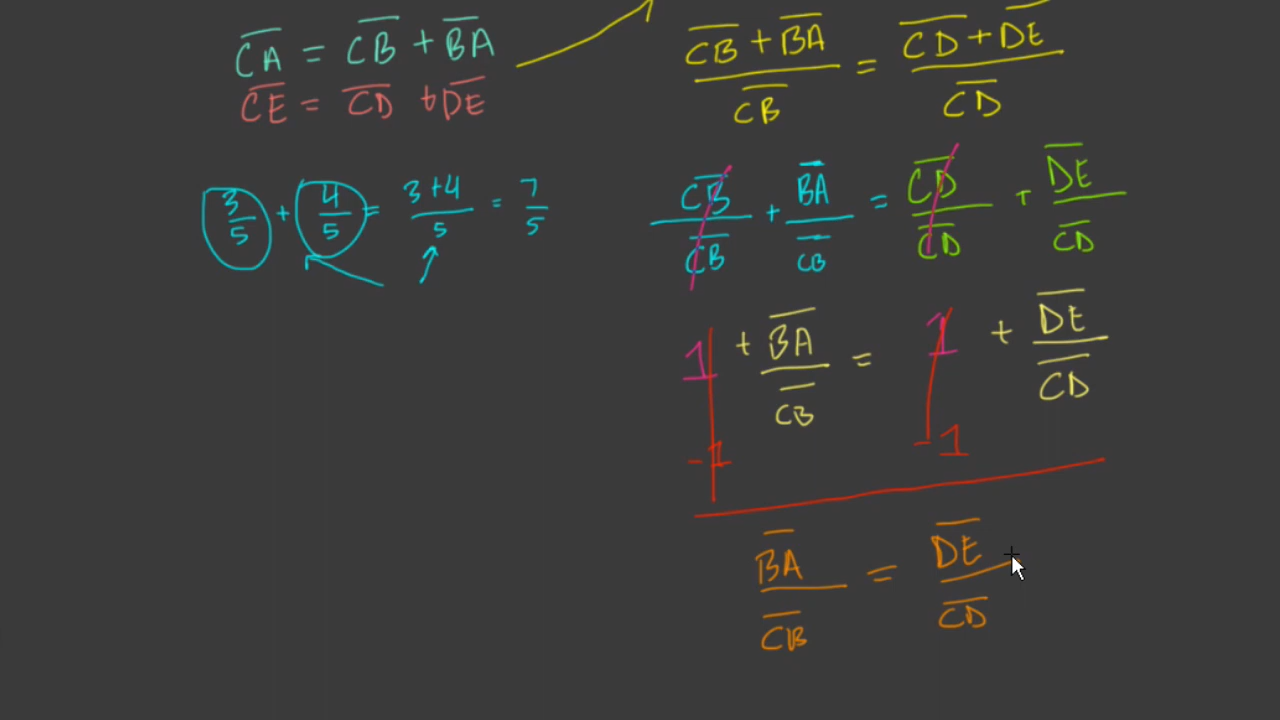 CA = CB + BA
CE = CD + DE
3/5 + 4/5 = 3+4/5 = 7/5
CB + BA / CB = CD + DE / CD
CB/CB + BA/CB = CD/CD + DE/CD
1 + BA/CB = 1 + DE/CD
-1 -1
BA/CB = DE/CD